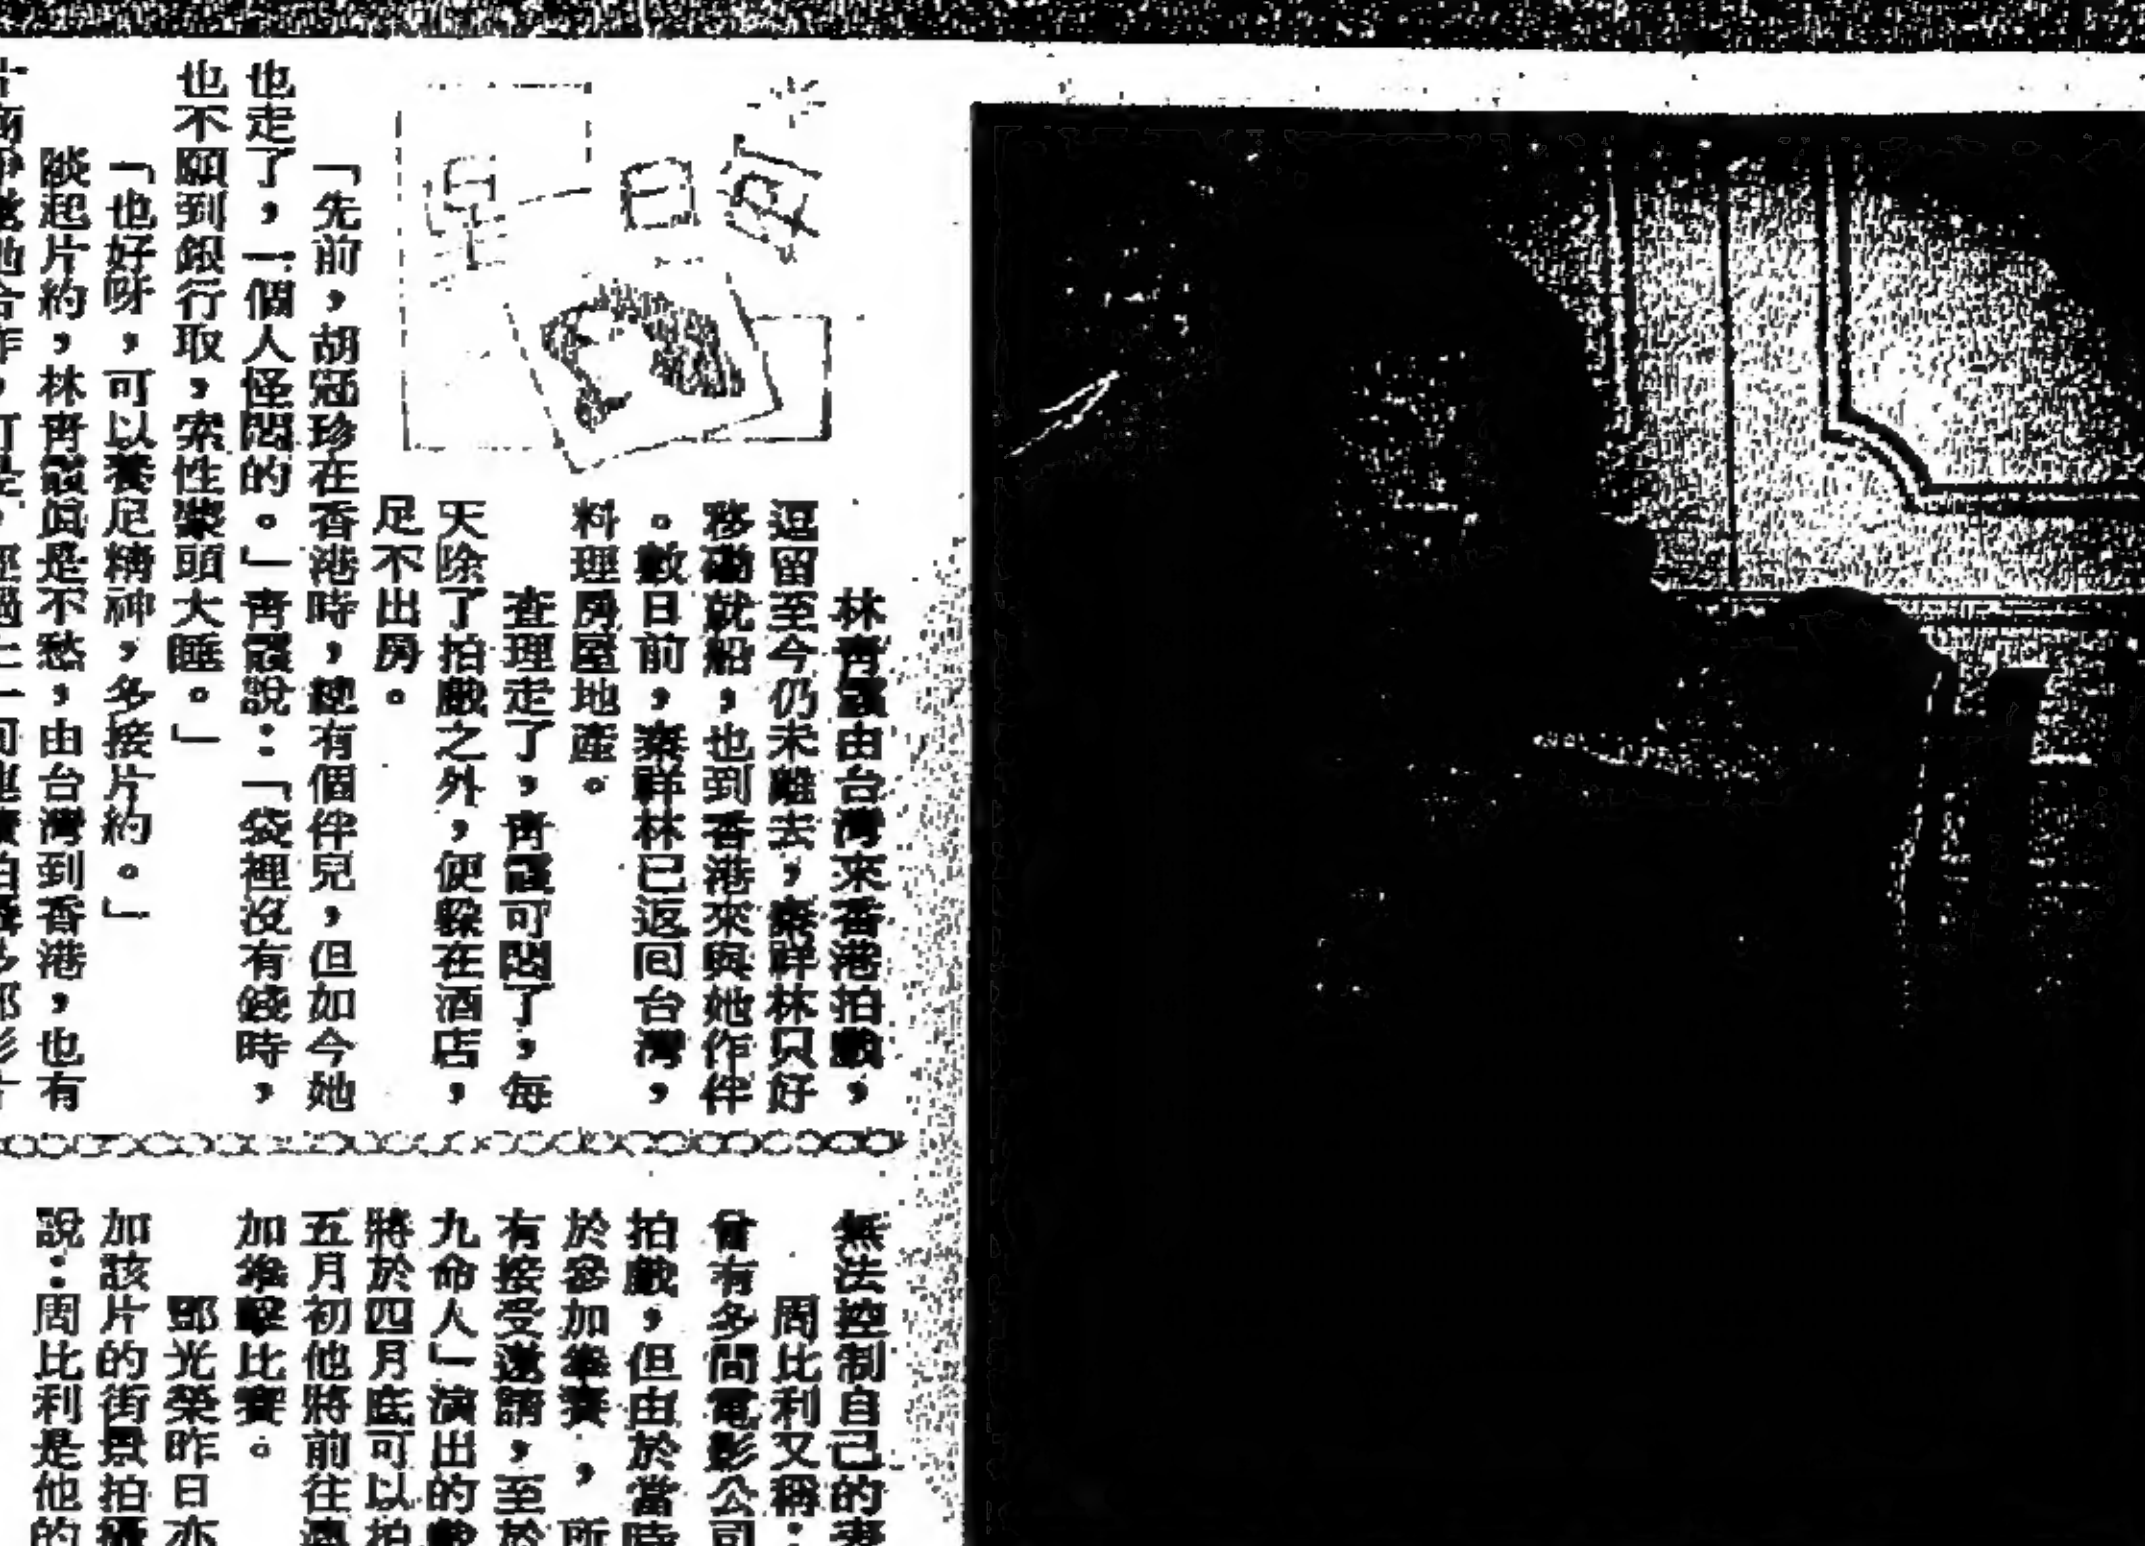 林青霞由台灣來香港拍戲，
逗留至今仍未離去，秦祥林只好
移磡就船，也到香港來與她作伴
。數日前，秦祥林已返回台灣，
料理房屋地產。
查理走了，青霞可悶了，每
天除了拍戲之外，便躲在酒店，
足不出房。
「先前，胡冠珍在香港時，總有個伴兒，但如今她
也走了，一個人怪悶的。」青霞說：「袋裡沒有錢時，
也不願到銀行取，索性蒙頭大睡。」
「也好呀，可以養足精神，多接片約。」
談起片約，林青霞眞是不愁，由台灣到香港，也有
無法控制自己的
周比利又稱：
曾有多間電影公司
拍戲，但由於當時
於參加拳賽，所
有接受邀請，至於
九命人」演出的戲
將於四月底可以拍
五月初他將前往
加拳擊比賽。
鄧光榮昨日亦
加該片的街景拍攝
說：周比利是他的